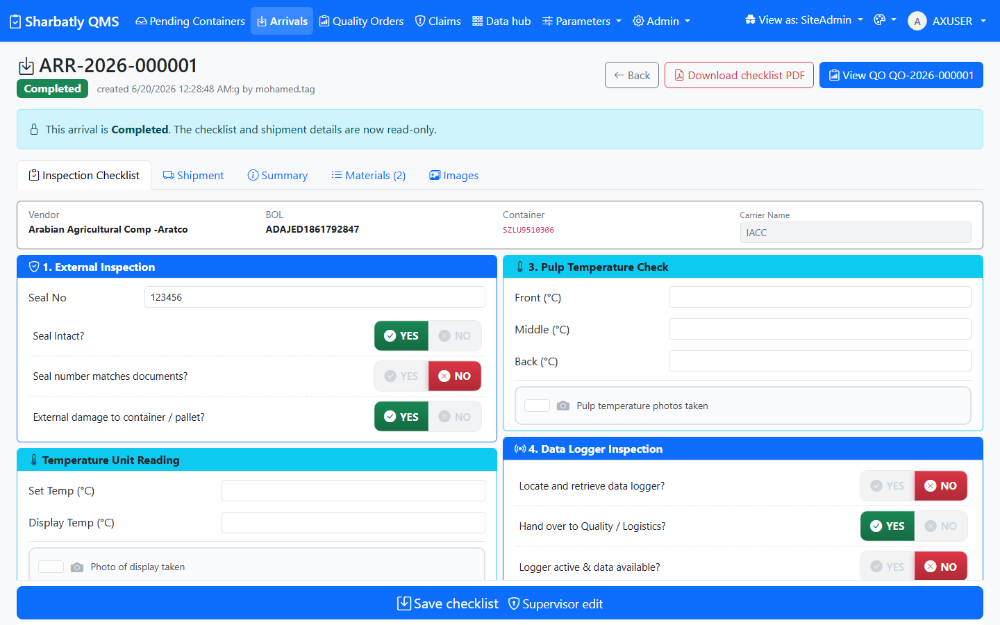 Sharbatly QMS Pending Containers Arrivals Quality Orders Claims Data hub Parameters Admin View as: SiteAdmin A AXUSER
ARR-2026-000001
Completed created 6/20/2026 12:28:48 AM:g by mohamed.tag
Back Download checklist PDF View QO QO-2026-000001
This arrival is Completed. The checklist and shipment details are now read-only.
Inspection Checklist Shipment Summary Materials (2) Images
Vendor BOL Container Carrier Name
Arabian Agricultural Comp -Aratco ADAJED1861792847 SZLU9510306 IACC
1. External Inspection
Seal No 123456
Seal Intact? YES NO
Seal number matches documents? YES NO
External damage to container / pallet? YES NO
Temperature Unit Reading
Set Temp (°C)
Display Temp (°C)
Photo of display taken
3. Pulp Temperature Check
Front (°C)
Middle (°C)
Back (°C)
Pulp temperature photos taken
4. Data Logger Inspection
Locate and retrieve data logger? YES NO
Hand over to Quality / Logistics? YES NO
Logger active & data available? YES NO
Save checklist Supervisor edit